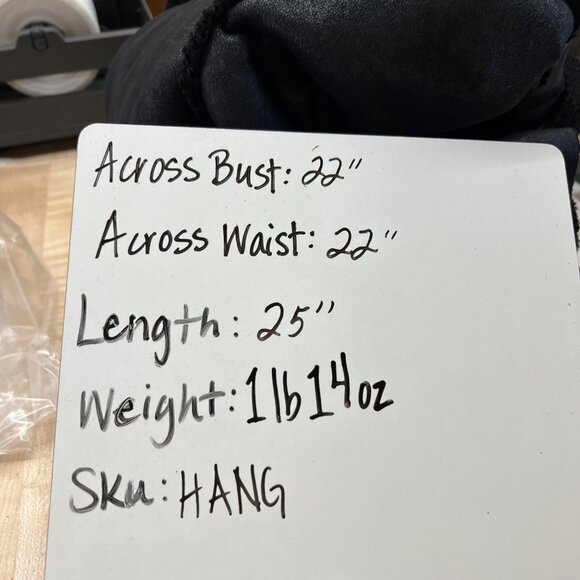 Across Bust: 22"
Across Waist: 22"
Length: 25"
Weight: 1lb 14oz
Sku: HANG